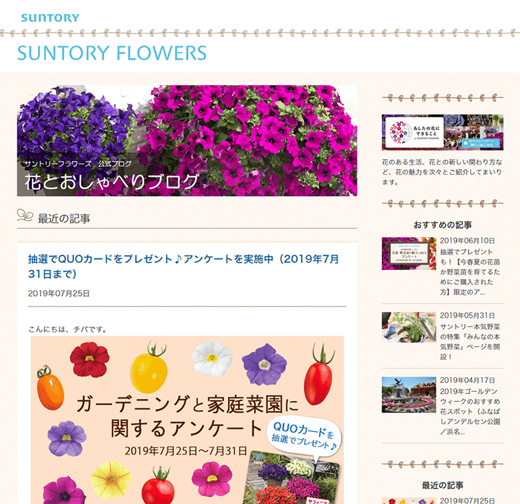 SUNTORY
SUNTORY FLOWERS
サントリーフラワーズ 公式ブログ
花とおしゃべりブログ
最近の記事
抽選でQUOカードをプレゼント♪アンケートを実施中（2019年7月
31日まで）
2019年07月25日
こんにちは、チバです。
ガーデニングと家庭菜園に
関するアンケート
2019年7月25日～7月31日
QUOカードを
抽選でプレゼント♪
あしたの花に
できること
花のある生活、花との新しい関わり方な
ど、花の魅力を次々とご紹介してまいり
ます。
おすすめの記事
2019年06月10日
抽選でプレゼント
も！【今春夏の花苗
か野菜苗を育てるた
めにご購入された
方】限定のア...
2019年05月31日
サントリー本気野菜
の特集『みんなの本
気野菜』ページを開
設！
2019年04月17日
2019年ゴールデン
ウィークのおすすめ
花スポット（ふなば
しアンデルセン公園
／浜名...
最近の記事
2019年07月25日